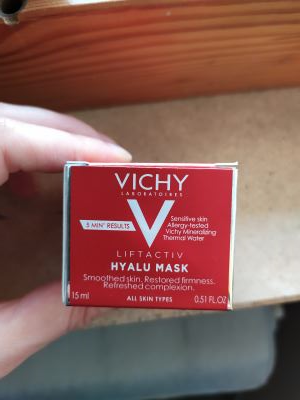 VICHY
LABORATOIRES
5 MIN* RESULTS
Sensitive skin
Allergy-tested
Vichy Mineralizing
Thermal Water
LIFTACTIV
HYALU MASK
Smoothed skin. Restored firmness.
Refreshed complexion.
15 ml
ALL SKIN TYPES
0.51 FL.OZ